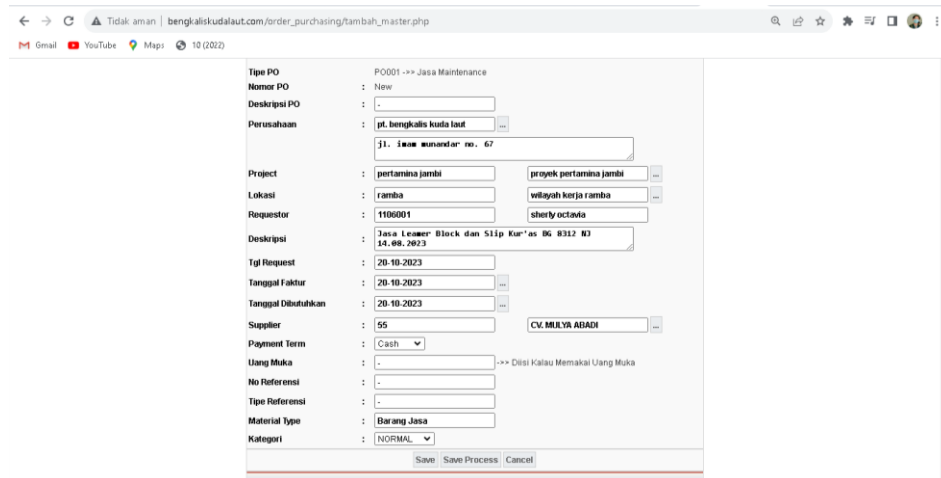 Tidak aman | bengkaliskudalaut.com/order_purchasing/tambah_master.php
Gmail YouTube Maps 10 (2022)
Tipe PO PO001 ->> Jasa Maintenance
Nomor PO : New
Deskripsi PO : -
Perusahaan : pt. bengkalis kuda laut ...
jl. imam munandar no. 67
Project : pertamina jambi proyek pertamina jambi ...
Lokasi : ramba wilayah kerja ramba ...
Requestor : 1106001 sherly octavia
Deskripsi : Jasa Leamer Block dan Slip Kur'as BG 8312 NJ
14.08.2023
Tgl Request : 20-10-2023
Tanggal Faktur : 20-10-2023 ...
Tanggal Dibutuhkan : 20-10-2023 ...
Supplier : 55 CV. MULYA ABADI ...
Payment Term : Cash
Uang Muka : - ->> Diisi Kalau Memakai Uang Muka
No Referensi : -
Tipe Referensi : -
Material Type : Barang Jasa
Kategori : NORMAL
Save Save Process Cancel